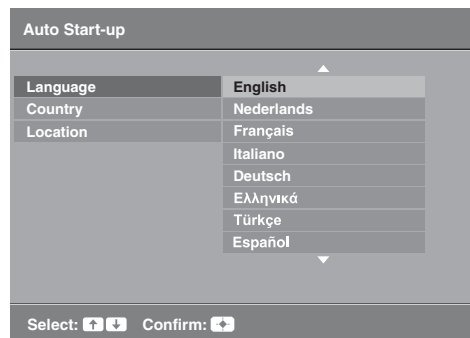 Auto Start-up
Language
Country
Location
English
Nederlands
Français
Italiano
Deutsch
Ελληνικά
Türkçe
Español
Select: Confirm: